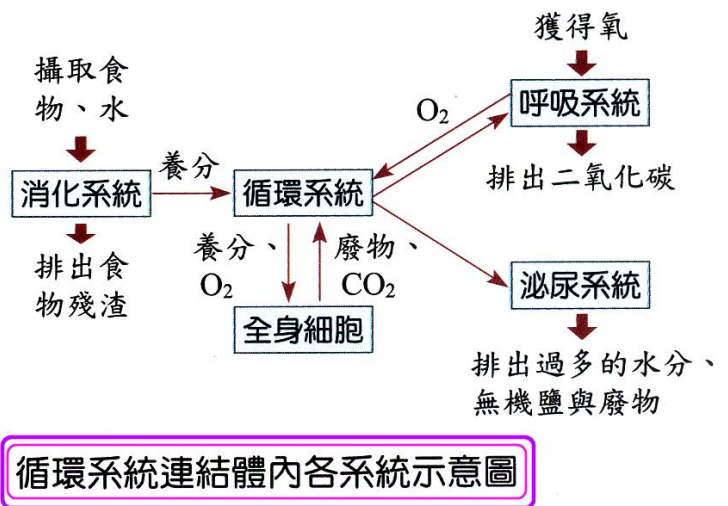 獲得氧
攝取食
物、水
O2
呼吸系統
養分
消化系統
循環系統
排出二氧化碳
排出食
物殘渣
養分、
O2
廢物、
CO2
泌尿系統
全身細胞
排出過多的水分、
無機鹽與廢物
循環系統連結體內各系統示意圖